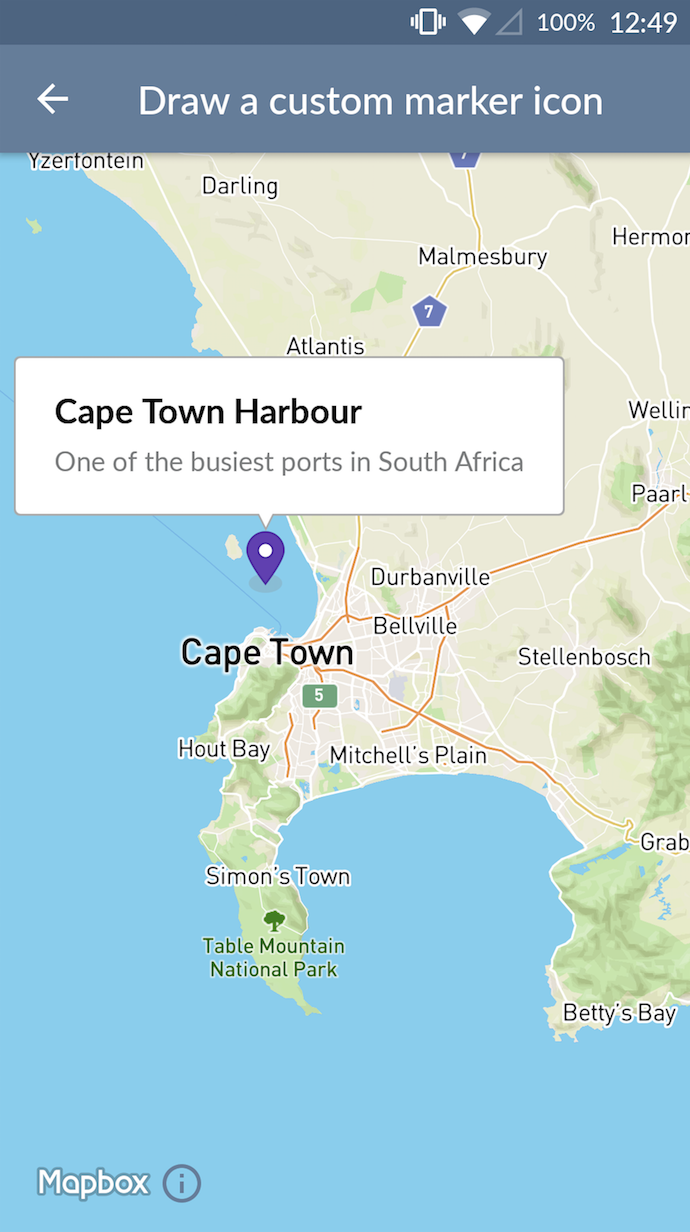 100% 12:49
Draw a custom marker icon
Yzerfontein
Darling
7
Hermon
Malmesbury
7
Atlantis
Cape Town Harbour
One of the busiest ports in South Africa
Wellin
Paarl
Durbanville
Bellville
Cape Town
Stellenbosch
5
Hout Bay
Mitchell's Plain
Grab
Simon's Town
Table Mountain
National Park
Betty's Bay
Mapbox